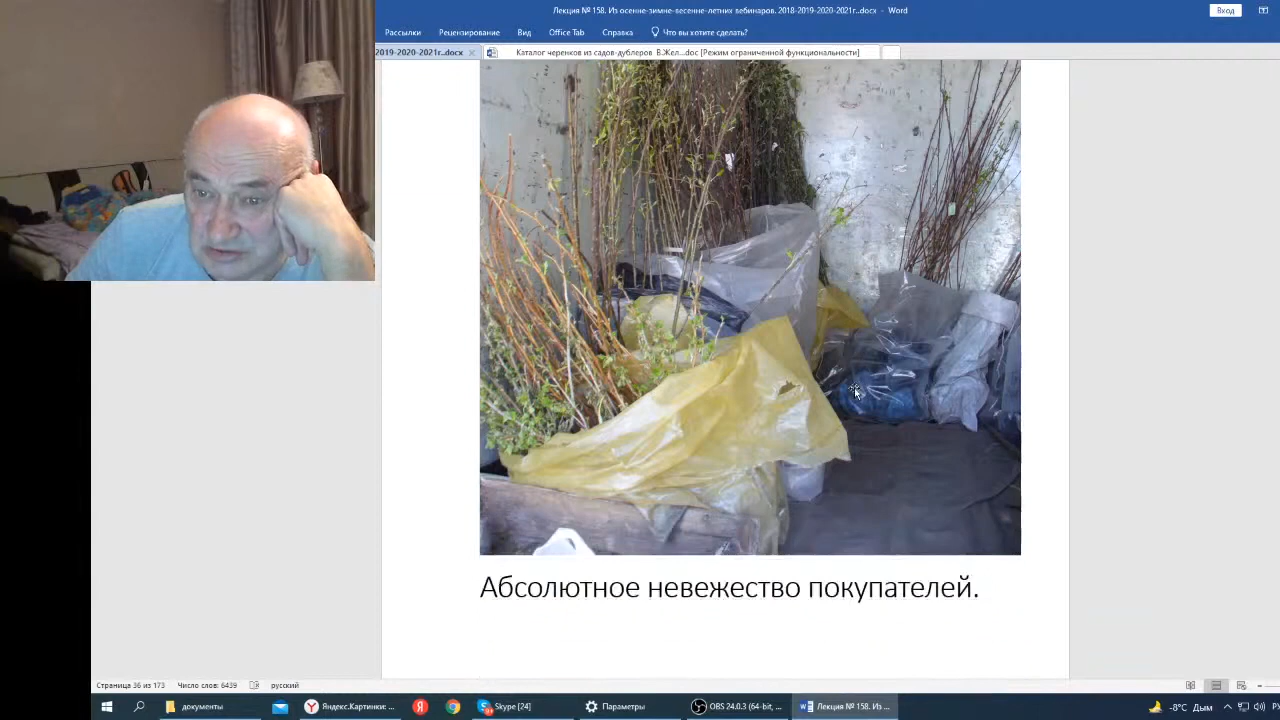 Лекция № 158. Из осенне-зимне-весенне-летних вебинаров. 2018-2019-2020-2021г..docx - Word
Вход
Рассылки Рецензирование Вид Office Tab Справка Что вы хотите сделать?
2019-2020-2021г..docx Каталог черенков из садов-дублеров В.Жел...doc [Режим ограниченной функциональности]
Абсолютное невежество покупателей.
Страница 36 из 173 Число слов: 6439 русский
документы Яндекс.Картинки: ... Skype [24] Параметры OBS 24.0.3 (64-bit, ... Лекция № 158. Из ... -8°C Дым